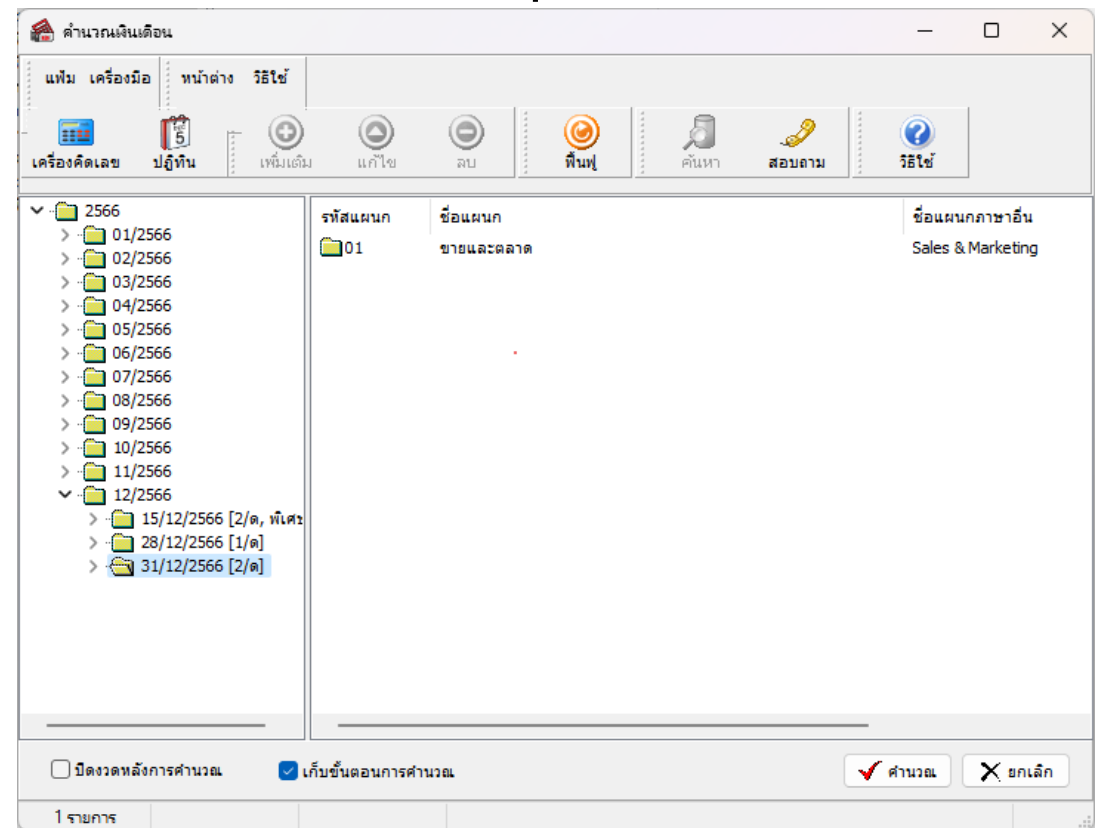 คำนวณเงินเดือน
แฟ้ม เครื่องมือ หน้าต่าง วิธีใช้
เครื่องคิดเลข ปฏิทิน เพิ่มเติม แก้ไข ลบ ฟื้นฟู ค้นหา สอบถาม วิธีใช้
2566
01/2566
02/2566
03/2566
04/2566
05/2566
06/2566
07/2566
08/2566
09/2566
10/2566
11/2566
12/2566
15/12/2566 [2/ด, พิเศษ
28/12/2566 [1/ด]
31/12/2566 [2/ด]
รหัสแผนก ชื่อแผนก ชื่อแผนกภาษาอื่น
01 ขายและตลาด Sales & Marketing
ปิดงวดหลังการคำนวณ เก็บขั้นตอนการคำนวณ คำนวณ ยกเลิก
1 รายการ